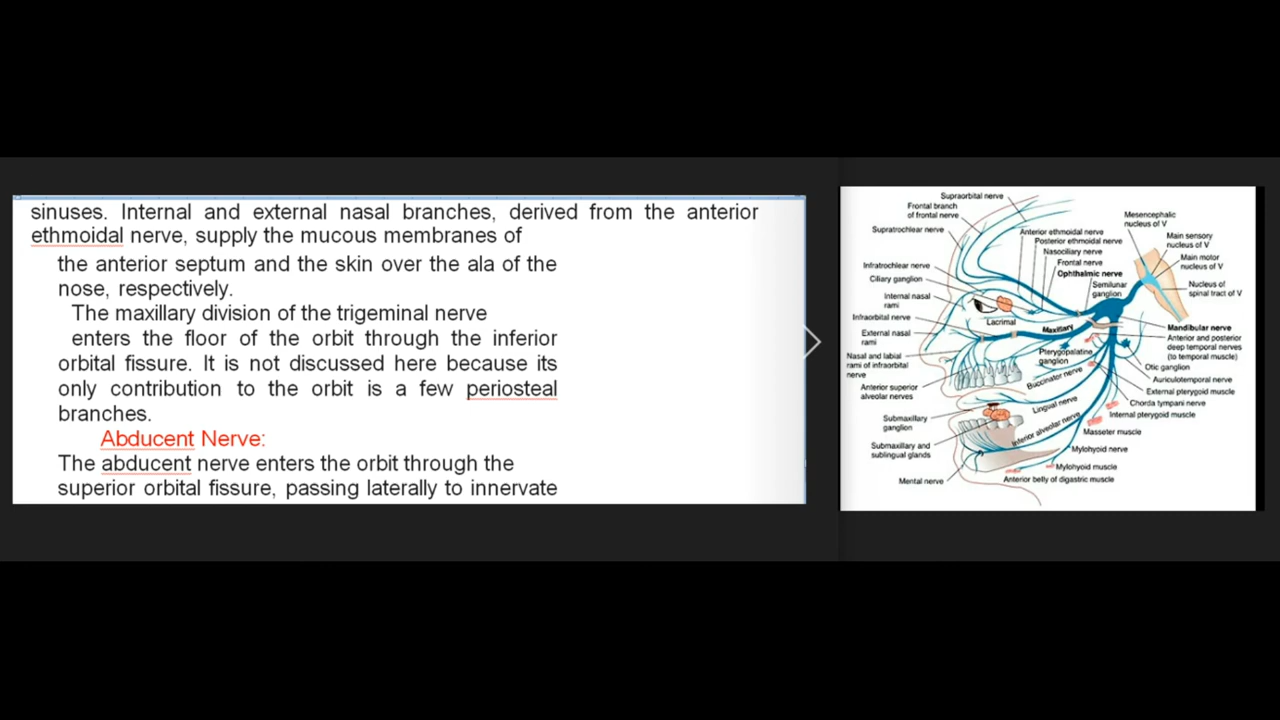 sinuses. Internal and external nasal branches, derived from the anterior
ethmoidal nerve, supply the mucous membranes of
the anterior septum and the skin over the ala of the
nose, respectively.
The maxillary division of the trigeminal nerve
enters the floor of the orbit through the inferior
orbital fissure. It is not discussed here because its
only contribution to the orbit is a few periosteal
branches.
Abducent Nerve:
The abducent nerve enters the orbit through the
superior orbital fissure, passing laterally to innervate
Supraorbital nerve
Frontal branch
of frontal nerve
Supratrochlear nerve
Infratrochlear nerve
Ciliary ganglion
Internal nasal
rami
Infraorbital nerve
External nasal
rami
Nasal and labial
rami of infraorbital
nerve
Anterior superior
alveolar nerves
Submaxillary
ganglion
Submaxillary and
sublingual glands
Mental nerve
Anterior ethmoidal nerve
Posterior ethmoidal nerve
Nasociliary nerve
Frontal nerve
Ophthalmic nerve
Semilunar
ganglion
Lacrimal
Maxillary
Pterygopalatine
ganglion
Buccinator nerve
Lingual nerve
Inferior alveolar nerve
Mesencephalic
nucleus of V
Main sensory
nucleus of V
Main motor
nucleus of V
Nucleus of
spinal tract of V
Mandibular nerve
Anterior and posterior
deep temporal nerves
(to temporal muscle)
Otic ganglion
Auriculotemporal nerve
External pterygoid muscle
Chorda tympani nerve
Internal pterygoid muscle
Masseter muscle
Mylohyoid nerve
Mylohyoid muscle
Anterior belly of digastric muscle